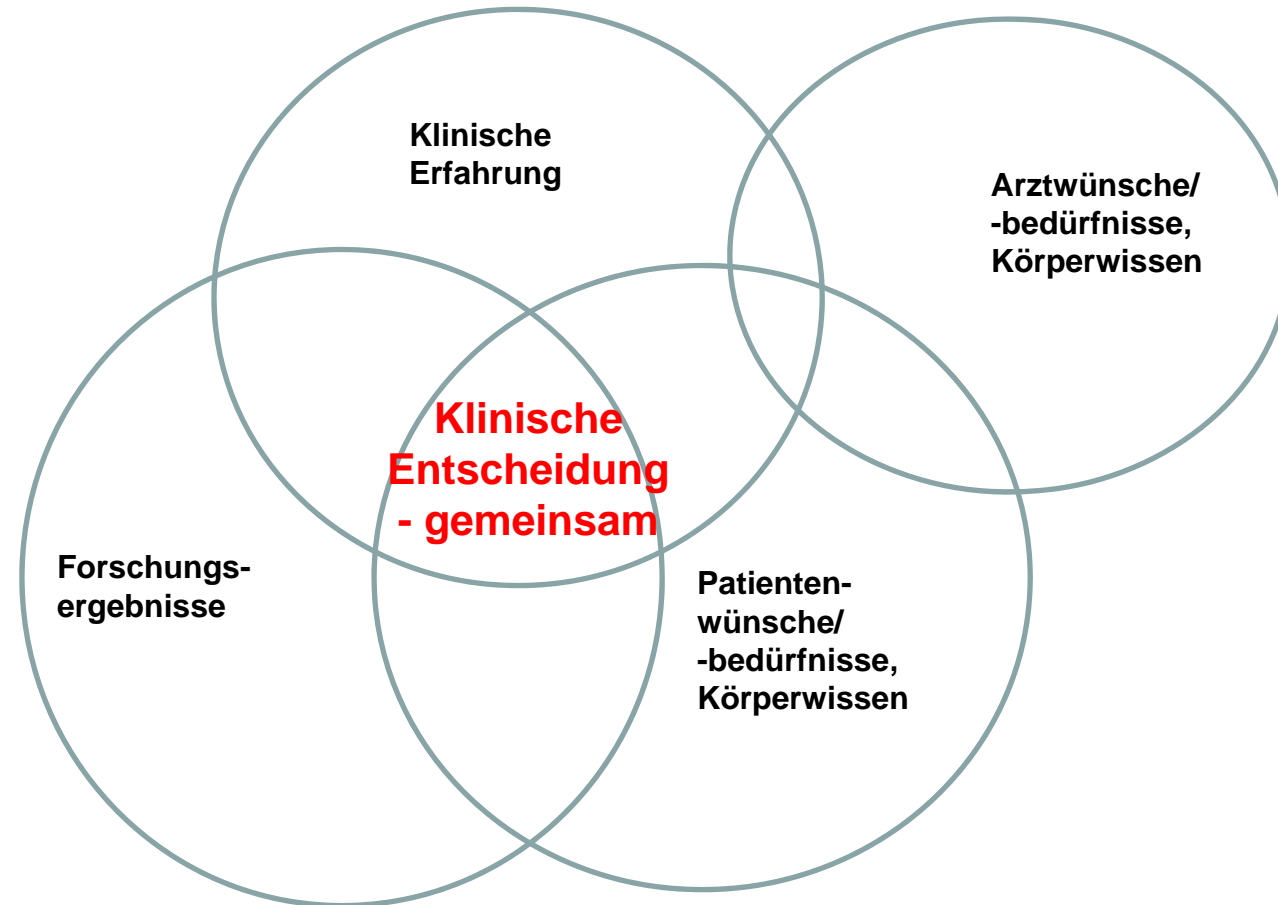 Klinische
Erfahrung
Arztwünsche/
-bedürfnisse,
Körperwissen
Klinische
Entscheidung
- gemeinsam
Forschungs-
ergebnisse
Patienten-
wünsche/
-bedürfnisse,
Körperwissen